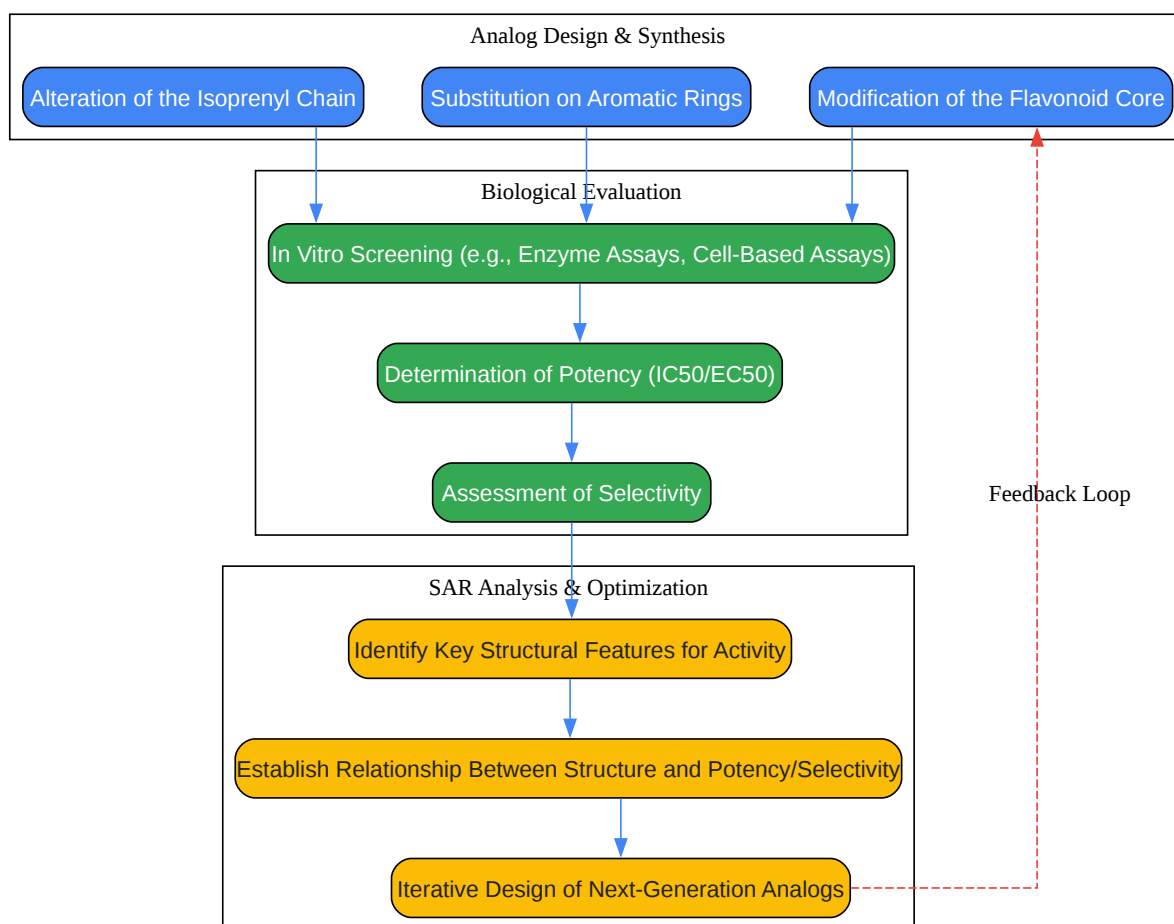 Analog Design & Synthesis
Alteration of the Isoprenyl Chain
Substitution on Aromatic Rings
Modification of the Flavonoid Core
Biological Evaluation
In Vitro Screening (e.g., Enzyme Assays, Cell-Based Assays)
Determination of Potency (IC50/EC50)
Assessment of Selectivity
Feedback Loop
SAR Analysis & Optimization
Identify Key Structural Features for Activity
Establish Relationship Between Structure and Potency/Selectivity
Iterative Design of Next-Generation Analogs